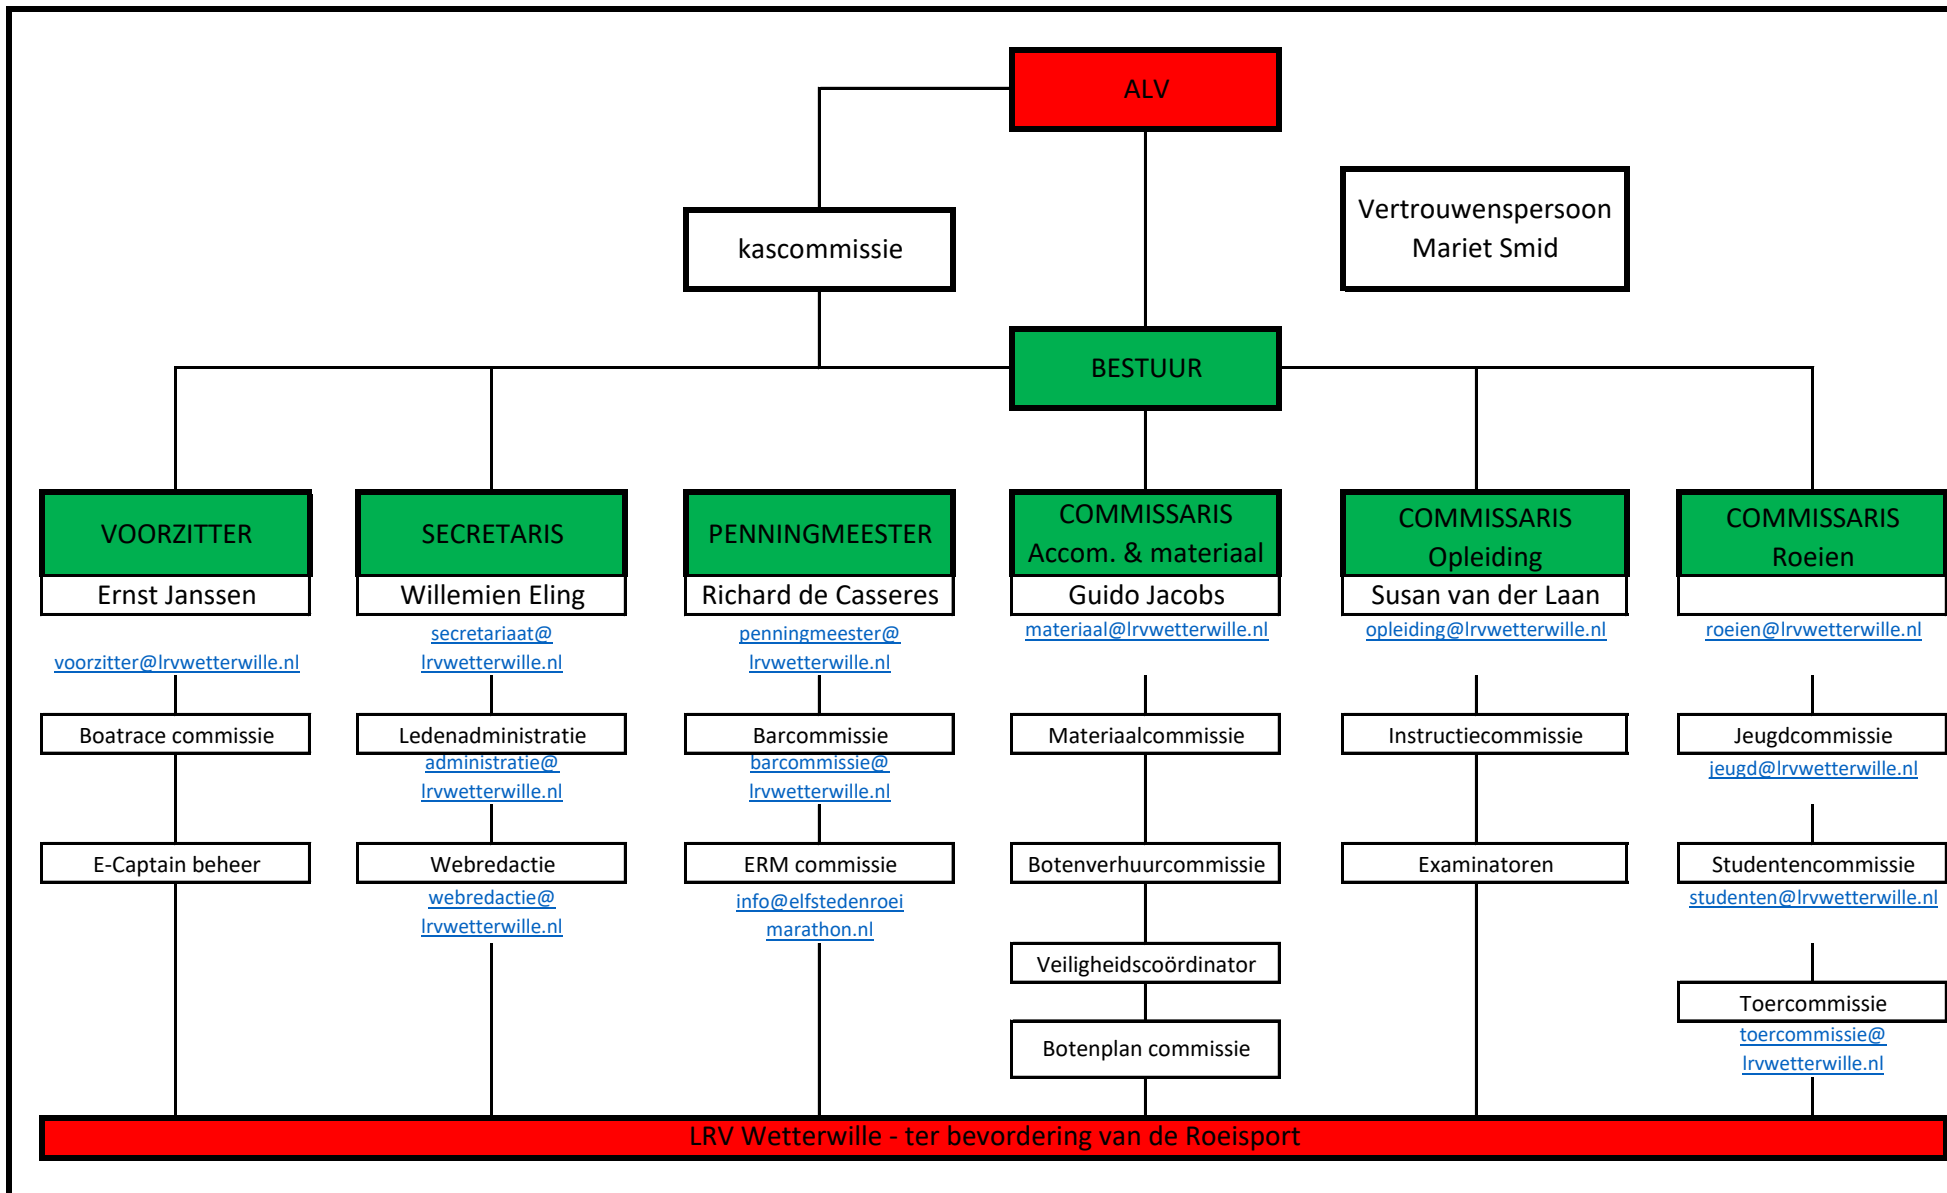 ALV
Vertrouwenspersoon
Mariet Smid
kascommissie
BESTUUR
VOORZITTER
Ernst Janssen
voorzitter@lrvwetterwille.nl
Boatrace commissie
E-Captain beheer
SECRETARIS
Willemien Eling
secretariaat@
lrvwetterwille.nl
Ledenadministratie
administratie@
lrvwetterwille.nl
Webredactie
webredactie@
lrvwetterwille.nl
PENNINGMEESTER
Richard de Casseres
penningmeester@
lrvwetterwille.nl
Barcommissie
barcommissie@
lrvwetterwille.nl
ERM commissie
info@elfstedenroei
marathon.nl
COMMISSARIS
Accom. & materiaal
Guido Jacobs
materiaal@lrvwetterwille.nl
Materiaalcommissie
Botenverhuurcommissie
Veiligheidscoördinator
Botenplan commissie
COMMISSARIS
Opleiding
Susan van der Laan
opleiding@lrvwetterwille.nl
Instructiecommissie
Examinatoren
COMMISSARIS
Roeien
roeien@lrvwetterwille.nl
Jeugdcommissie
jeugd@lrvwetterwille.nl
Studentencommissie
studenten@lrvwetterwille.nl
Toercommissie
toercommissie@
lrvwetterwille.nl
LRV Wetterwille - ter bevordering van de Roeisport